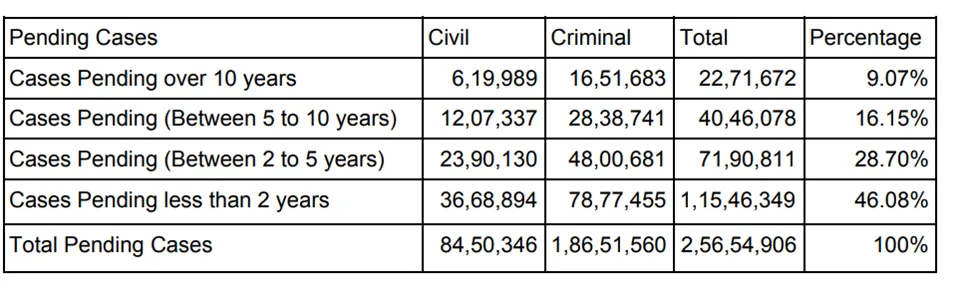 Pending Cases Civil Criminal Total Percentage
Cases Pending over 10 years 6,19,989 16,51,683 22,71,672 9.07%
Cases Pending (Between 5 to 10 years) 12,07,337 28,38,741 40,46,078 16.15%
Cases Pending (Between 2 to 5 years) 23,90,130 48,00,681 71,90,811 28.70%
Cases Pending less than 2 years 36,68,894 78,77,455 1,15,46,349 46.08%
Total Pending Cases 84,50,346 1,86,51,560 2,56,54,906 100%